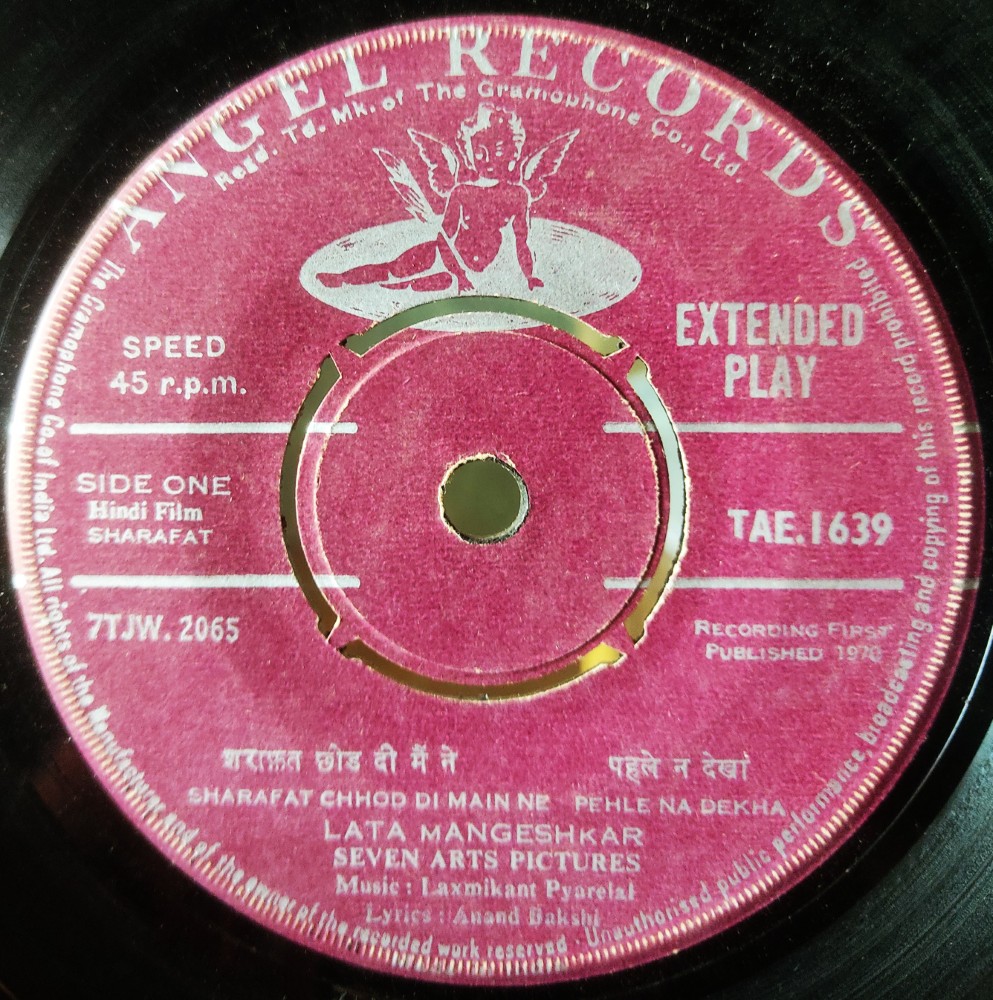 ANGEL RECORDS
Regd. Td. Mk. of The Gramophone Co., Ltd.
EXTENDED
PLAY
SPEED
45 r.p.m.
SIDE ONE
Hindi Film
SHARAFAT
TAE.1639
7TJW. 2065
RECORDING FIRST
PUBLISHED 1970
शराफ़त छोड दी मैं ने पहले न देखा
SHARAFAT CHHOD DI MAIN NE PEHLE NA DEKHA
LATA MANGESHKAR
SEVEN ARTS PICTURES
Music : Laxmikant Pyarelal
Lyrics : Anand Bakshi
The Gramophone Co. of India Ltd. All rights of the Manufacturer and of the owner of the recorded work reserved . Unauthorised public performance, broadcasting and copying of this record prohibited